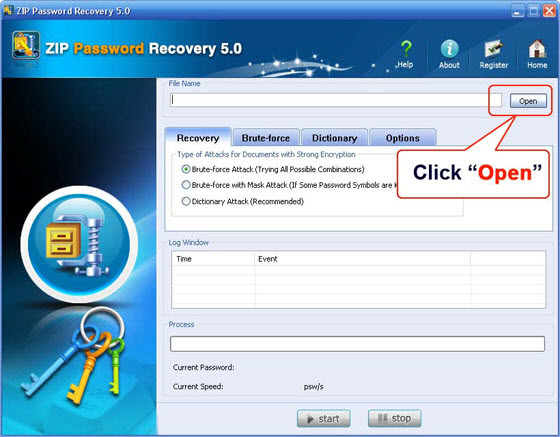 ZIP Password Recovery 5.0
ZIP Password Recovery 5.0
Help
About
Register
Home
File Name
Open
Recovery
Brute-force
Dictionary
Options
Type of Attacks for Documents with Strong Encryption
Brute-force Attack (Trying All Possible Combinations)
Brute-force with Mask Attack (If Some Password Symbols are
Dictionary Attack (Recommended)
Click “Open”
Log Window
Time Event
Process
Current Password:
Current Speed: psw/s
start
stop